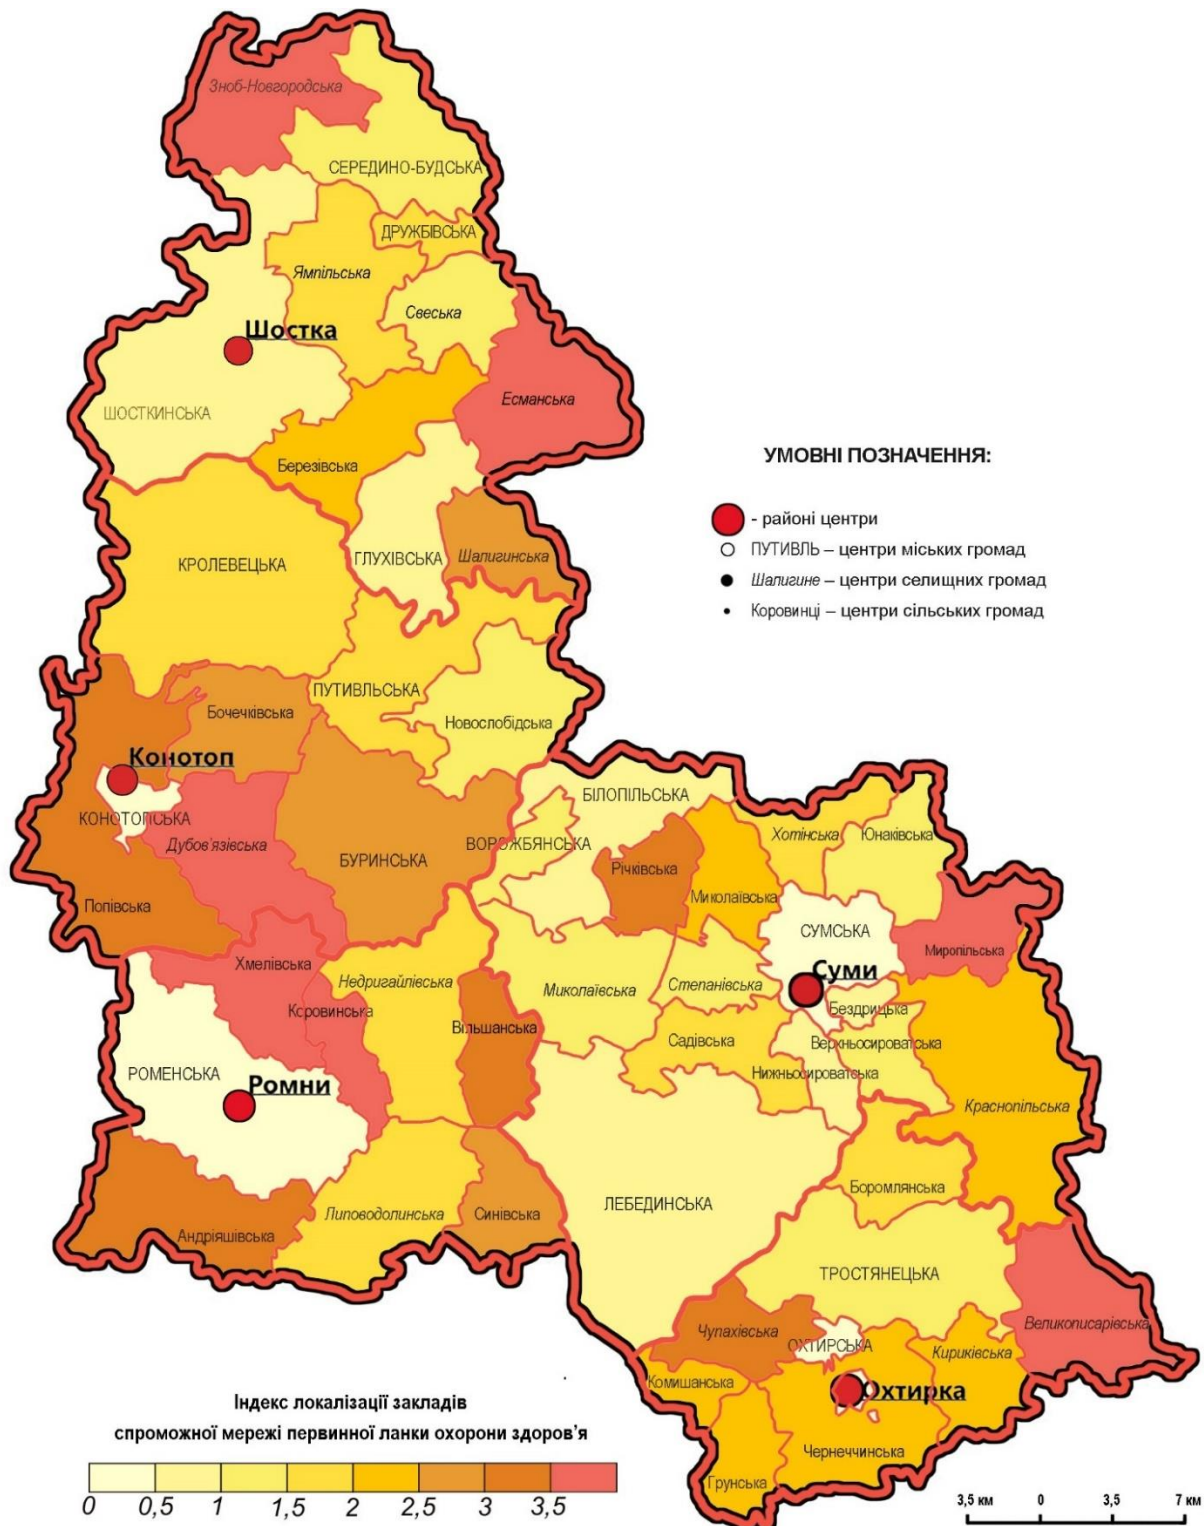 Зноб-Новгородська
СЕРЕДИНО-БУДСЬКА
ДРУЖБІВСЬКА
Ямпільська
Свеська
Шостка
Есманська
ШОСТКИНСЬКА
УМОВНІ ПОЗНАЧЕННЯ:
Березівська
- районі центри
ПУТИВЛЬ – центри міських громад
ГЛУХІВСЬКА
Шалигинська
КРОЛЕВЕЦЬКА
Шалигине – центри селищних громад
Коровинці – центри сільських громад
ПУТИВЛЬСЬКА
Бочечківська
Новослобідська
Конотоп
БІЛОПІЛЬСЬКА
КОНОТОПСЬКА
Хотінська
Юнаківська
Дубов'язівська
БУРИНСЬКА
ВОРОЖБЯНСЬКА
Річківська
Миколаївська
Попівська
СУМСЬКА
Миропільська
Хмелівська
Недригайлівська
Миколаївська
Степанівська
Суми
Коровинська
Вільшанська
Бездрицька
Садівська
Верхньосироватська
РОМЕНСЬКА
Ромни
Нижньосироватська
Краснопільська
Боромлянська
ЛЕБЕДИНСЬКА
Андріяшівська
Липоводолинська
Синівська
ТРОСТЯНЕЦЬКА
Чупахівська
ОХТИРСЬКА
Великописарівська
Кириківська
Комишанська
Охтирка
Чернеччинська
Грунська
Індекс локалізації закладів
спроможної мережі первинної ланки охорони здоров'я
0 0,5 1 1,5 2 2,5 3 3,5
3,5 км 0 3,5 7 км